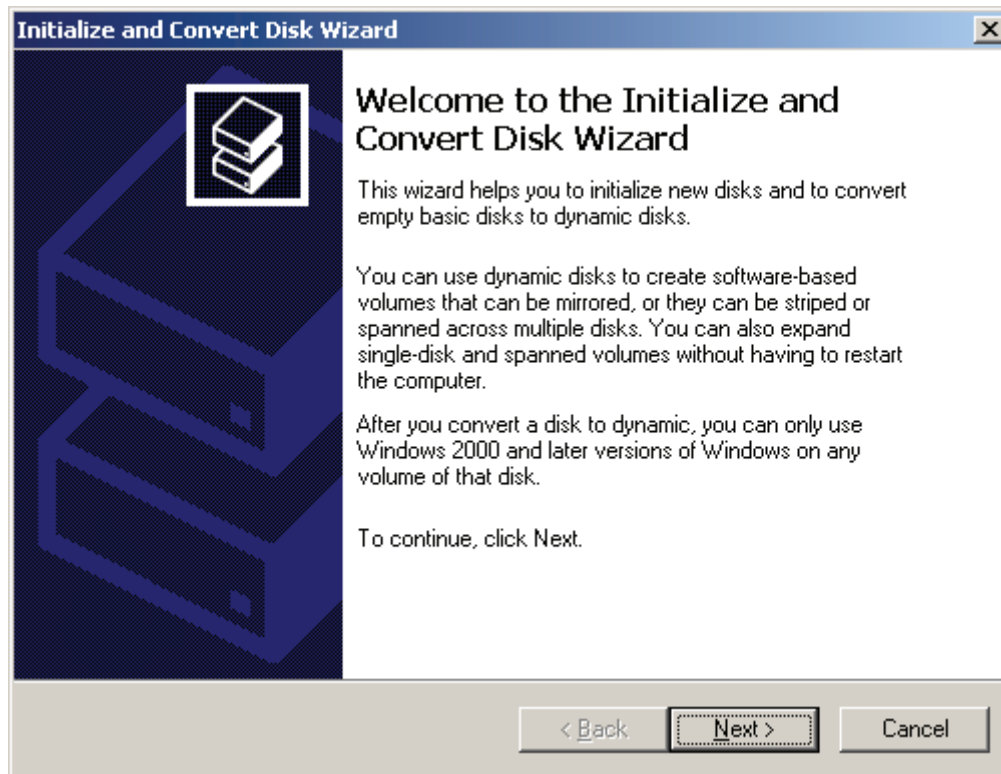 Initialize and Convert Disk Wizard
Welcome to the Initialize and
Convert Disk Wizard
This wizard helps you to initialize new disks and to convert
empty basic disks to dynamic disks.
You can use dynamic disks to create software-based
volumes that can be mirrored, or they can be striped or
spanned across multiple disks. You can also expand
single-disk and spanned volumes without having to restart
the computer.
After you convert a disk to dynamic, you can only use
Windows 2000 and later versions of Windows on any
volume of that disk.
To continue, click Next.
< Back
Next >
Cancel